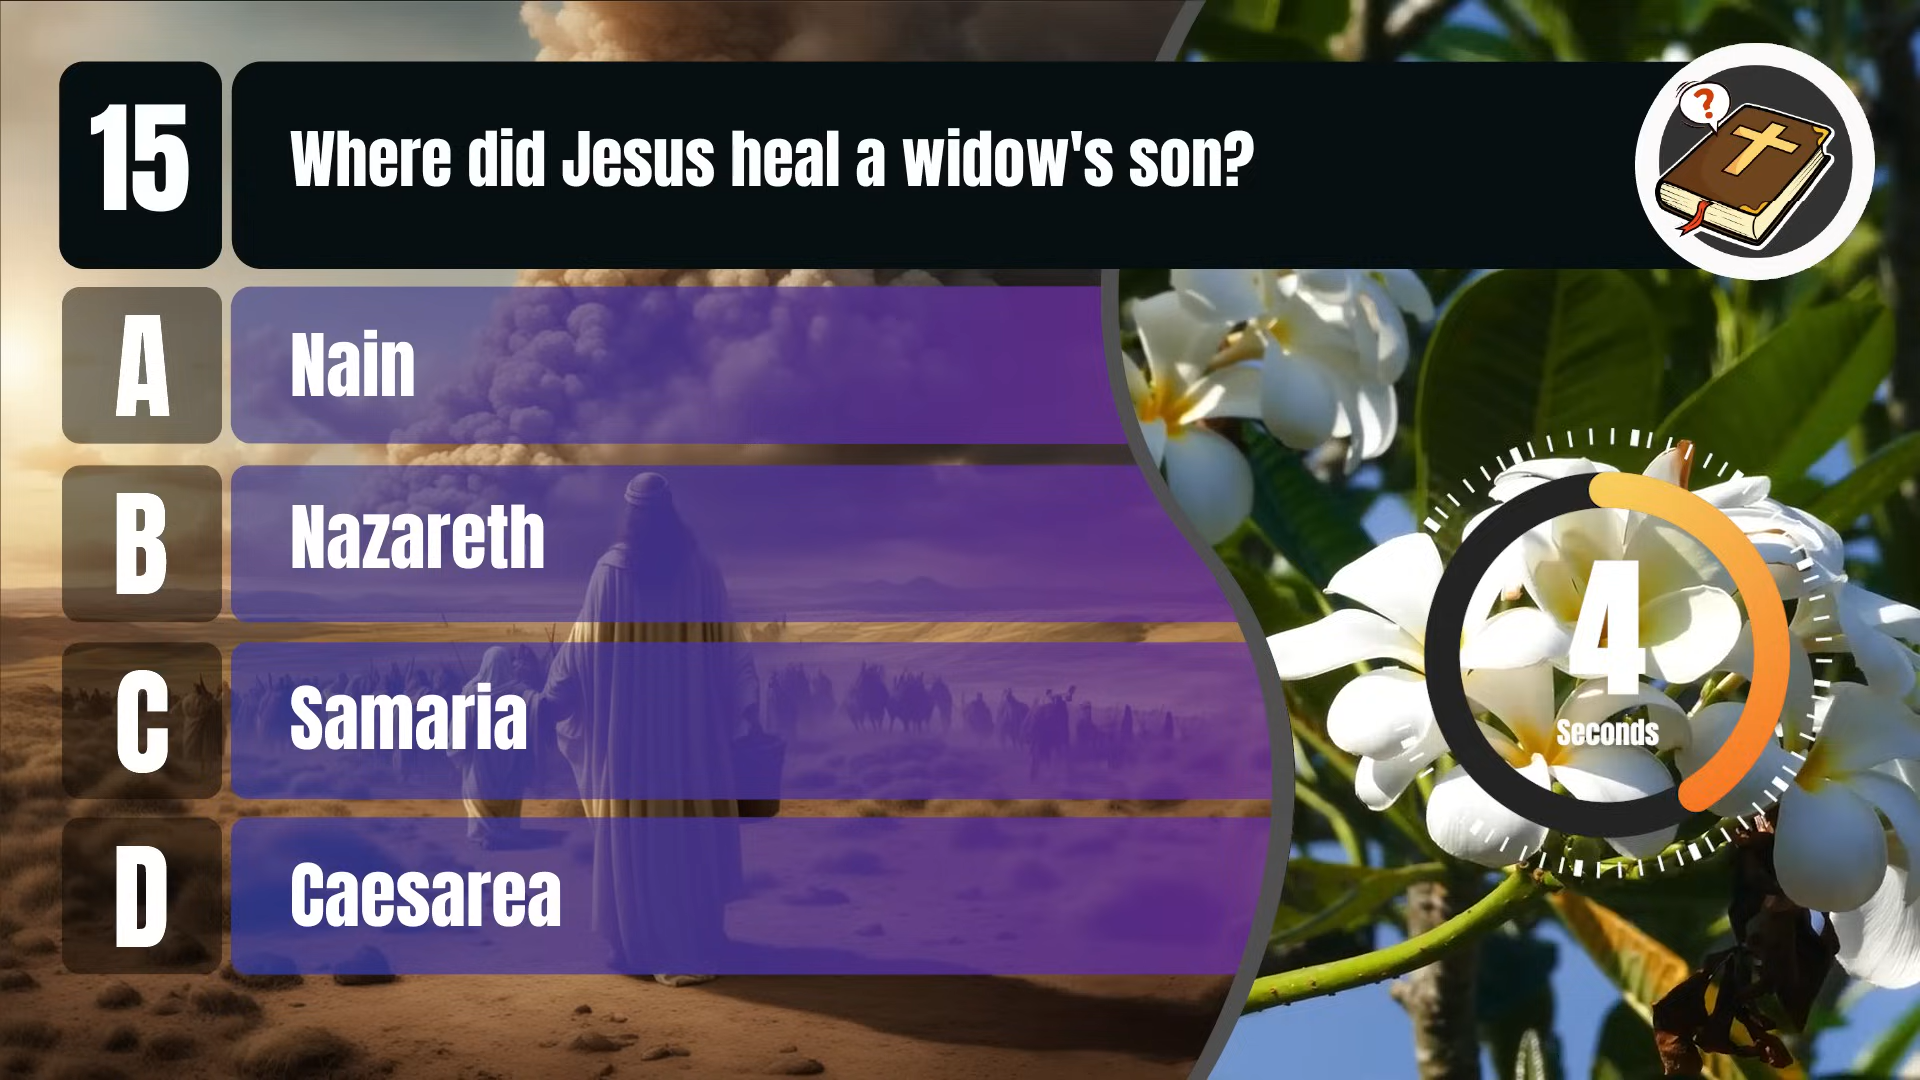 15
Where did Jesus heal a widow's son?
?
A
Nain
B
Nazareth
C
Samaria
D
Caesarea
4
Seconds